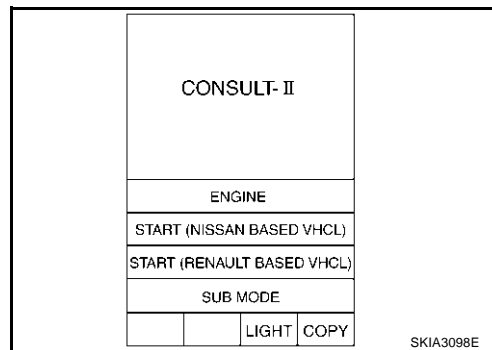 CONSULT-II
ENGINE
START (NISSAN BASED VHCL)
START (RENAULT BASED VHCL)
SUB MODE
LIGHT COPY
SKIA3098E